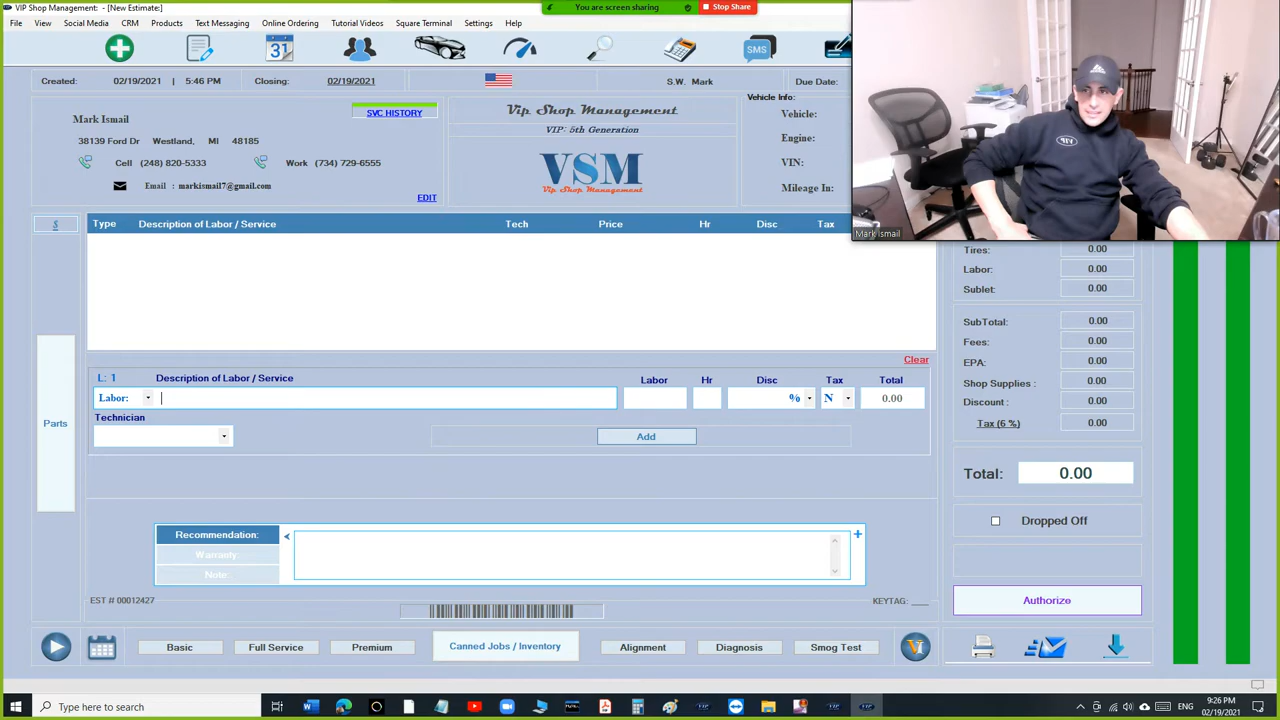 VIP Shop Management: - [New Estimate:]
You are screen sharing
Stop Share
File View Social Media CRM Products Text Messaging Online Ordering Tutorial Videos Square Terminal Settings Help
31
SMS
Created: 02/19/2021 | 5:46 PM Closing: 02/19/2021 S.W. Mark Due Date:
Mark Ismail
38139 Ford Dr Westland, MI 48185
Cell (248) 820-5333 Work (734) 729-6555
Email : markismail7@gmail.com
SVC HISTORY
EDIT
Vip Shop Management
VIP: 5th Generation
VSM
Vip Shop Management
Vehicle Info:
Vehicle:
Engine:
VIN:
Mileage In:
Mark Ismail
$ Type Description of Labor / Service Tech Price Hr Disc Tax
Parts
Clear
L: 1 Description of Labor / Service Labor Hr Disc Tax Total
Labor: % N 0.00
Technician
Add
Recommendation:
Warranty:
Note:
<
+
EST # 00012427
KEYTAG: ___
Tires: 0.00
Labor: 0.00
Sublet: 0.00
SubTotal: 0.00
Fees: 0.00
EPA: 0.00
Shop Supplies : 0.00
Discount : 0.00
Tax (6 %) 0.00
Total: 0.00
Dropped Off
Authorize
Basic Full Service Premium Canned Jobs / Inventory Alignment Diagnosis Smog Test
Type here to search
ENG
9:26 PM
02/19/2021